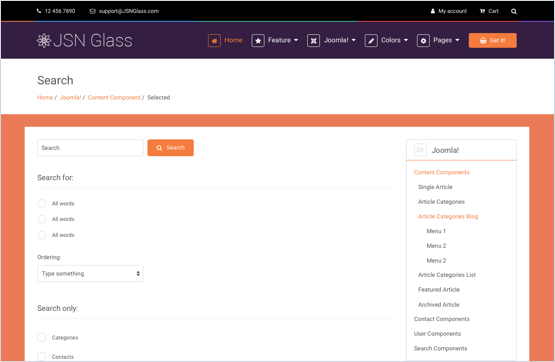 12 456 7890 support@JSNGlass.com My account Cart
JSN Glass Home Feature Joomla! Colors Pages Get it!
Search
Home / Joomla! / Content Component / Selected
Search Search
Search for:
All words
All words
All words
Ordering:
Type something
Search only:
Categories
Contacts
Joomla!
Content Components
Single Article
Article Categories
Article Categories Blog
Menu 1
Menu 2
Menu 2
Article Categories List
Featured Article
Archived Article
Contact Components
User Components
Search Components